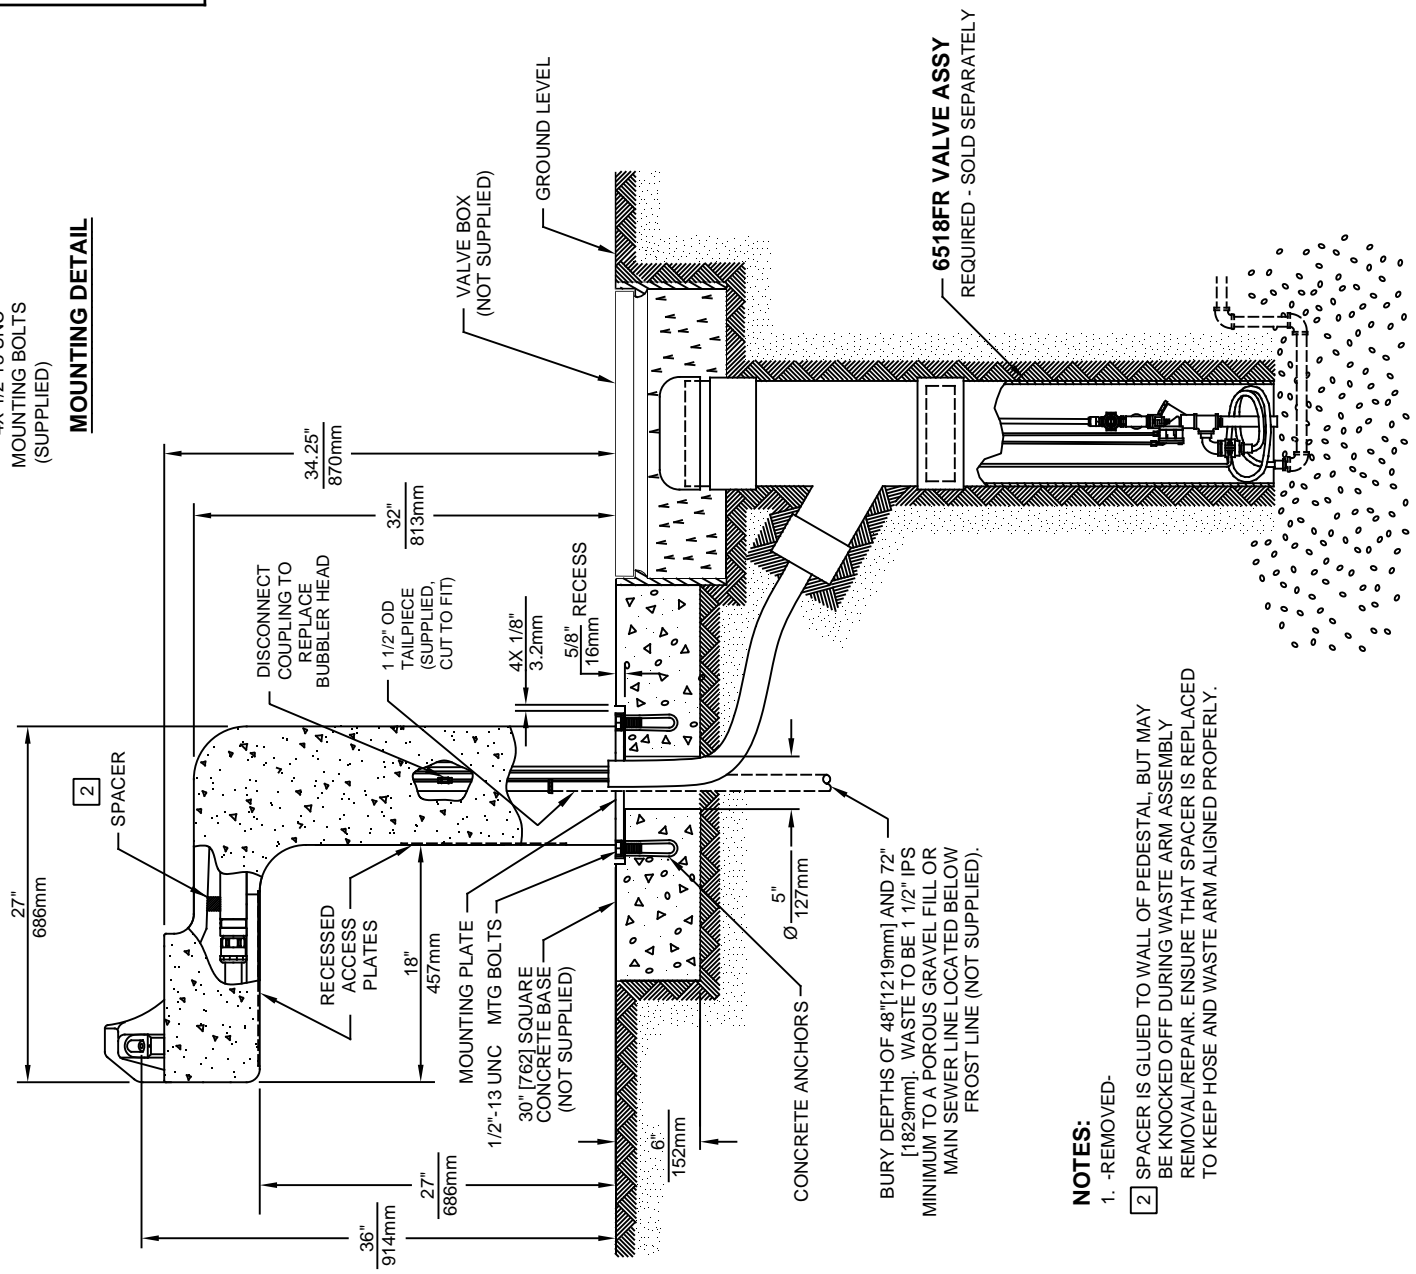 4X 1/2-13 UNC
MOUNTING BOLTS
(SUPPLIED)
MOUNTING DETAIL
27"
686mm
2
SPACER
34.25"
870mm
32"
813mm
DISCONNECT
COUPLING TO
REPLACE
BUBBLER HEAD
1 1/2" OD
TAILPIECE
(SUPPLIED,
CUT TO FIT)
4X 1/8"
3.2mm
5/8" RECESS
16mm
VALVE BOX
(NOT SUPPLIED)
GROUND LEVEL
6518FR VALVE ASSY
REQUIRED - SOLD SEPARATELY
RECESSED
ACCESS
PLATES
18"
457mm
MOUNTING PLATE
1/2"-13 UNC MTG BOLTS
30" [762] SQUARE
CONCRETE BASE
(NOT SUPPLIED)
27"
686mm
36"
914mm
6"
152mm
Ø 5"
127mm
CONCRETE ANCHORS
BURY DEPTHS OF 48"[1219mm] AND 72"
[1829mm]. WASTE TO BE 1 1/2" IPS
MINIMUM TO A POROUS GRAVEL FILL OR
MAIN SEWER LINE LOCATED BELOW
FROST LINE (NOT SUPPLIED).
NOTES:
1. -REMOVED-
2 SPACER IS GLUED TO WALL OF PEDESTAL, BUT MAY
BE KNOCKED OFF DURING WASTE ARM ASSEMBLY
REMOVAL/REPAIR. ENSURE THAT SPACER IS REPLACED
TO KEEP HOSE AND WASTE ARM ALIGNED PROPERLY.